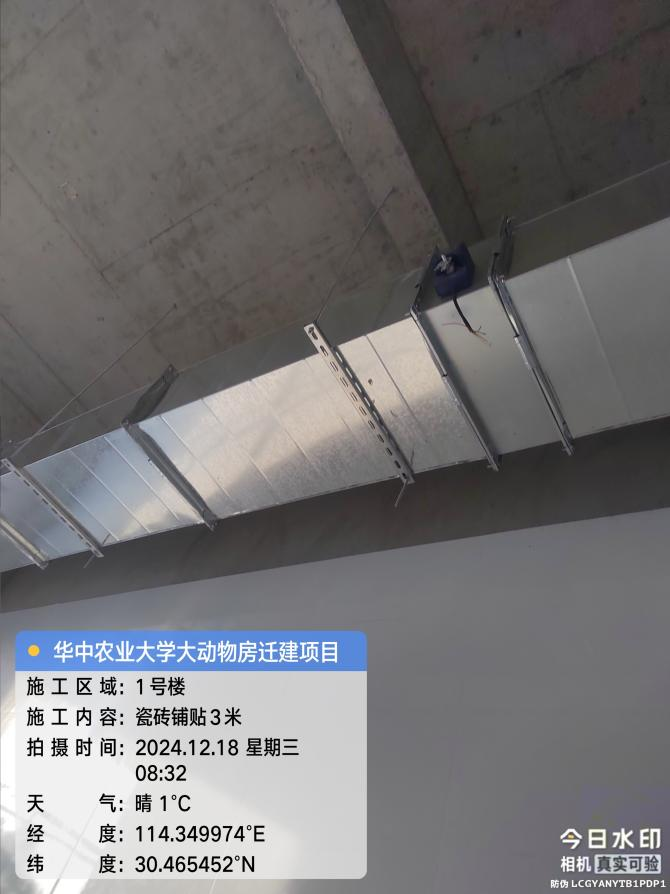 华中农业大学大动物房迁建项目
施工区域：1号楼
施工内容：瓷砖铺贴3米
拍摄时间：2024.12.18 星期三
08:32
天气：晴 1℃
经度：114.349974°E
纬度：30.465452°N
今日水印
相机 真实可验
防伪 LCGYANYTB1PDP1